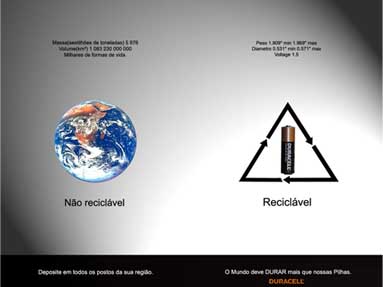 Massa(sextilhões de toneladas) 5 976
Volume(km³) 1 083 230 000 000
Milhares de formas de vida.
Peso 1.909" min 1.969" max
Diametro 0.531" min 0.571" max
Voltage 1.5
DURACELL
Não reciclável
Reciclável
Deposite em todos os postos da sua região.
O Mundo deve DURAR mais que nossas Pilhas.
DURACELL